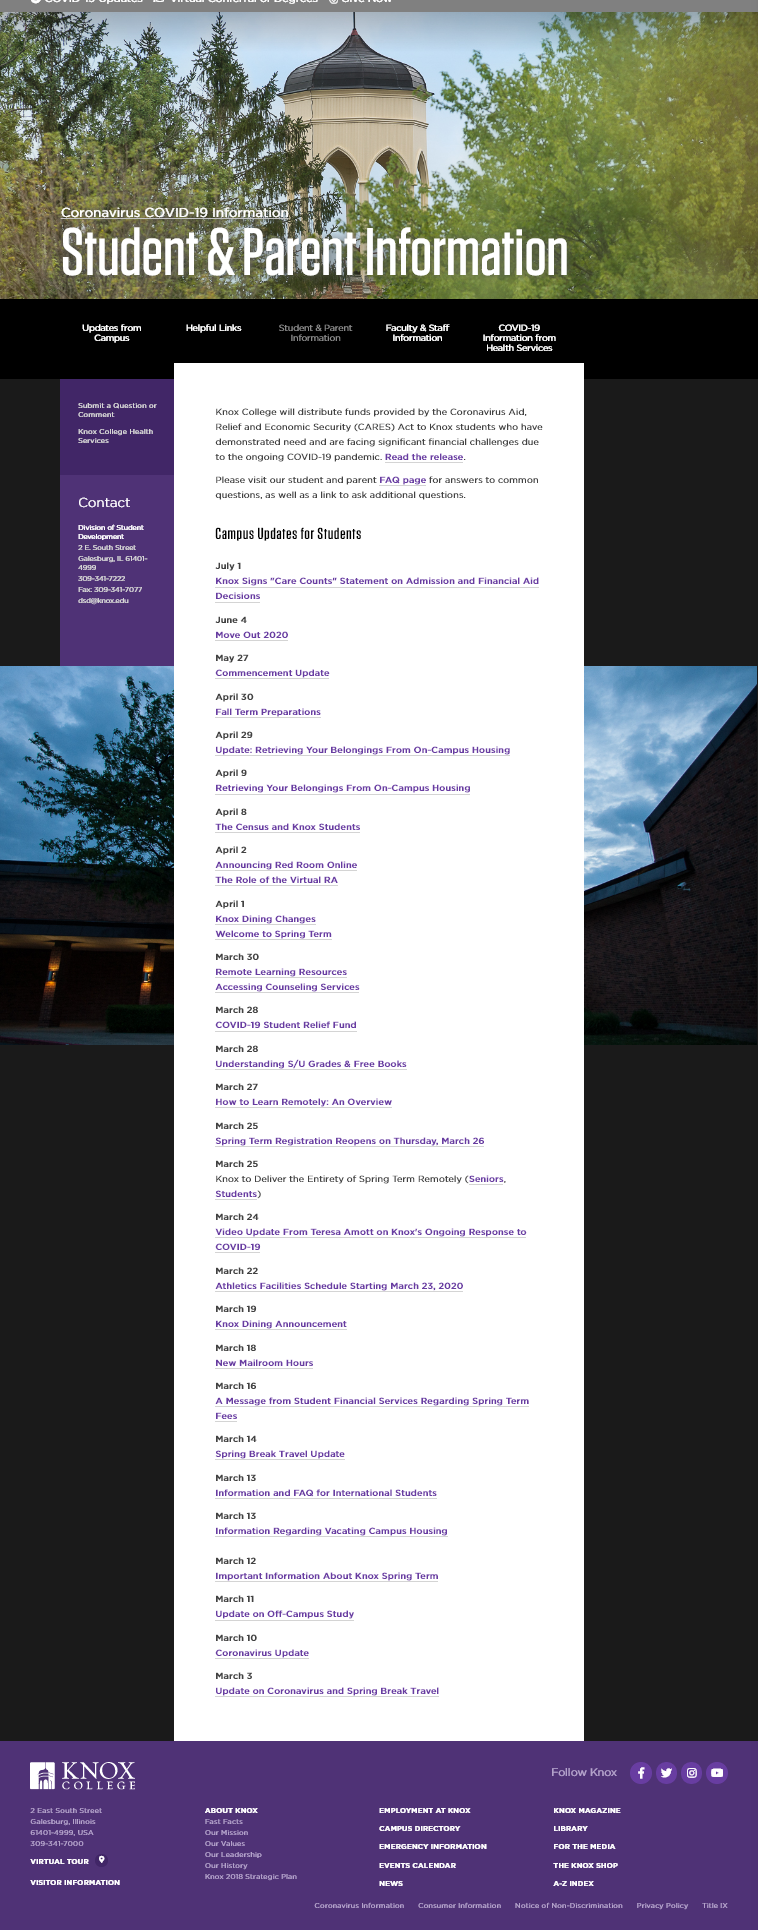 COVID-19 Updates Virtual Conferral of Degrees Give Now
Coronavirus COVID-19 Information
Student & Parent Information
Updates from
Campus
Helpful Links
Student & Parent
Information
Faculty & Staff
Information
COVID-19
Information from
Health Services
Submit a Question or
Comment
Knox College Health
Services
Contact
Division of Student
Development
2 E. South Street
Galesburg, IL 61401-
4999
309-341-7222
Fax: 309-341-7077
dsd@knox.edu
Knox College will distribute funds provided by the Coronavirus Aid,
Relief and Economic Security (CARES) Act to Knox students who have
demonstrated need and are facing significant financial challenges due
to the ongoing COVID-19 pandemic. Read the release.
Please visit our student and parent FAQ page for answers to common
questions, as well as a link to ask additional questions.
Campus Updates for Students
July 1
Knox Signs "Care Counts" Statement on Admission and Financial Aid
Decisions
June 4
Move Out 2020
May 27
Commencement Update
April 30
Fall Term Preparations
April 29
Update: Retrieving Your Belongings From On-Campus Housing
April 9
Retrieving Your Belongings From On-Campus Housing
April 8
The Census and Knox Students
April 2
Announcing Red Room Online
The Role of the Virtual RA
April 1
Knox Dining Changes
Welcome to Spring Term
March 30
Remote Learning Resources
Accessing Counseling Services
March 28
COVID-19 Student Relief Fund
March 28
Understanding S/U Grades & Free Books
March 27
How to Learn Remotely: An Overview
March 25
Spring Term Registration Reopens on Thursday, March 26
March 25
Knox to Deliver the Entirety of Spring Term Remotely (Seniors,
Students)
March 24
Video Update From Teresa Amott on Knox's Ongoing Response to
COVID-19
March 22
Athletics Facilities Schedule Starting March 23, 2020
March 19
Knox Dining Announcement
March 18
New Mailroom Hours
March 16
A Message from Student Financial Services Regarding Spring Term
Fees
March 14
Spring Break Travel Update
March 13
Information and FAQ for International Students
March 13
Information Regarding Vacating Campus Housing
March 12
Important Information About Knox Spring Term
March 11
Update on Off-Campus Study
March 10
Coronavirus Update
March 3
Update on Coronavirus and Spring Break Travel
KNOX
COLLEGE
Follow Knox
2 East South Street
Galesburg, Illinois
61401-4999, USA
309-341-7000
VIRTUAL TOUR
VISITOR INFORMATION
ABOUT KNOX
Fast Facts
Our Mission
Our Values
Our Leadership
Our History
Knox 2018 Strategic Plan
EMPLOYMENT AT KNOX
CAMPUS DIRECTORY
EMERGENCY INFORMATION
EVENTS CALENDAR
NEWS
KNOX MAGAZINE
LIBRARY
FOR THE MEDIA
THE KNOX SHOP
A-Z INDEX
Coronavirus Information Consumer Information Notice of Non-Discrimination Privacy Policy Title IX